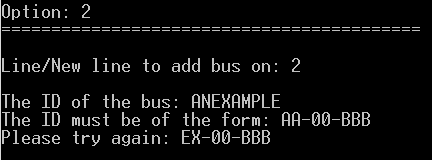 Option: 2
==========================================
Line/New line to add bus on: 2
The ID of the bus: ANEXAMPLE
The ID must be of the form: AA-00-BBB
Please try again: EX-00-BBB